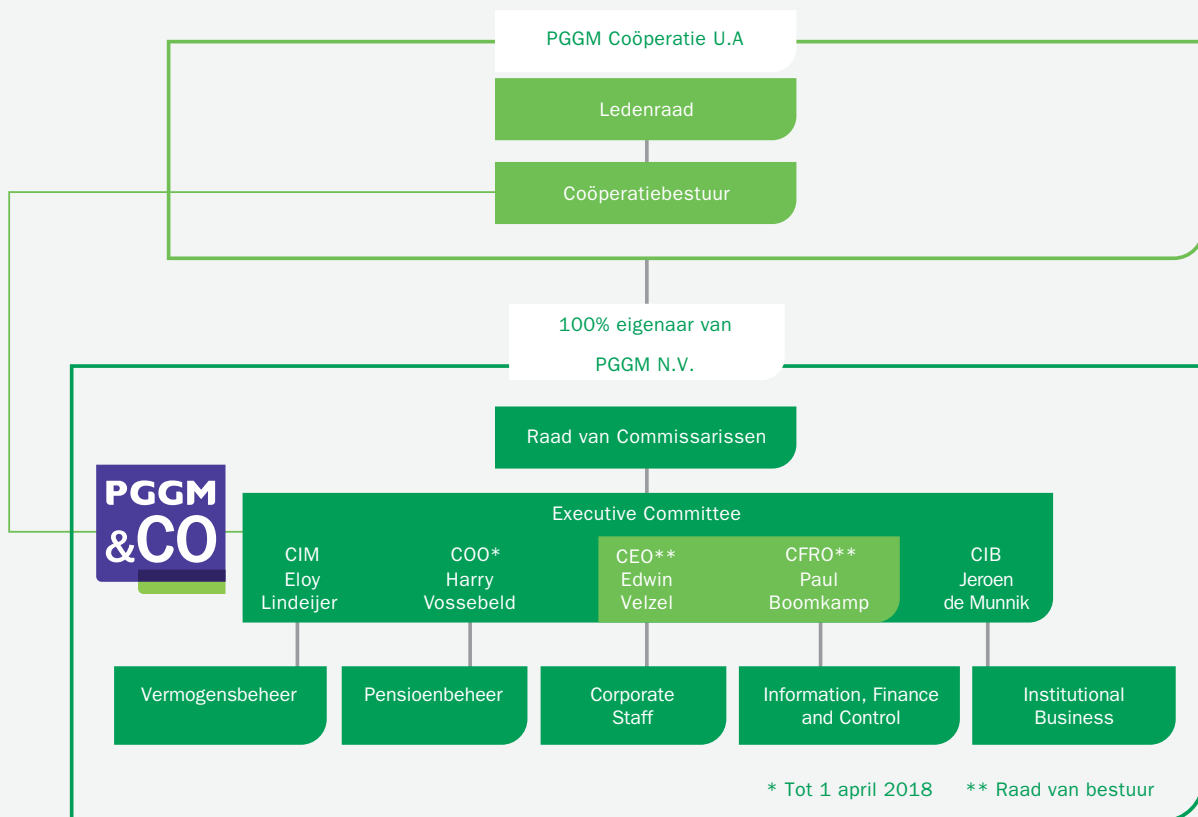 PGGM Coöperatie U.A
Ledenraad
Coöperatiebestuur
100% eigenaar van
PGGM N.V.
Raad van Commissarissen
PGGM
&CO
Executive Committee
CIM
Eloy
Lindeijer
COO*
Harry
Vossebeld
CEO**
Edwin
Velzel
CFRO**
Paul
Boomkamp
CIB
Jeroen
de Munnik
Vermogensbeheer
Pensioenbeheer
Corporate
Staff
Information, Finance
and Control
Institutional
Business
* Tot 1 april 2018 ** Raad van bestuur